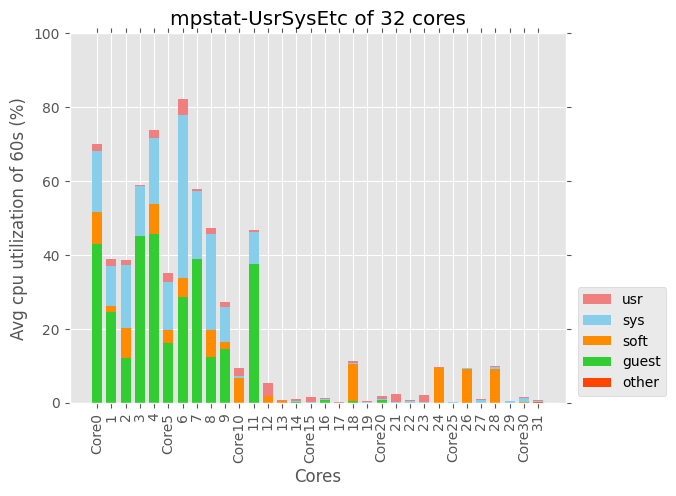 mpstat-UsrSysEtc of 32 cores
Avg cpu utilization of 60s (%)
100
80
60
40
20
0
Core0
1
2
3
4
Core5
6
7
8
9
Core10
11
12
13
14
Core15
16
17
18
19
Core20
21
22
23
24
Core25
26
27
28
29
Core30
31
Cores
usr
sys
soft
guest
other